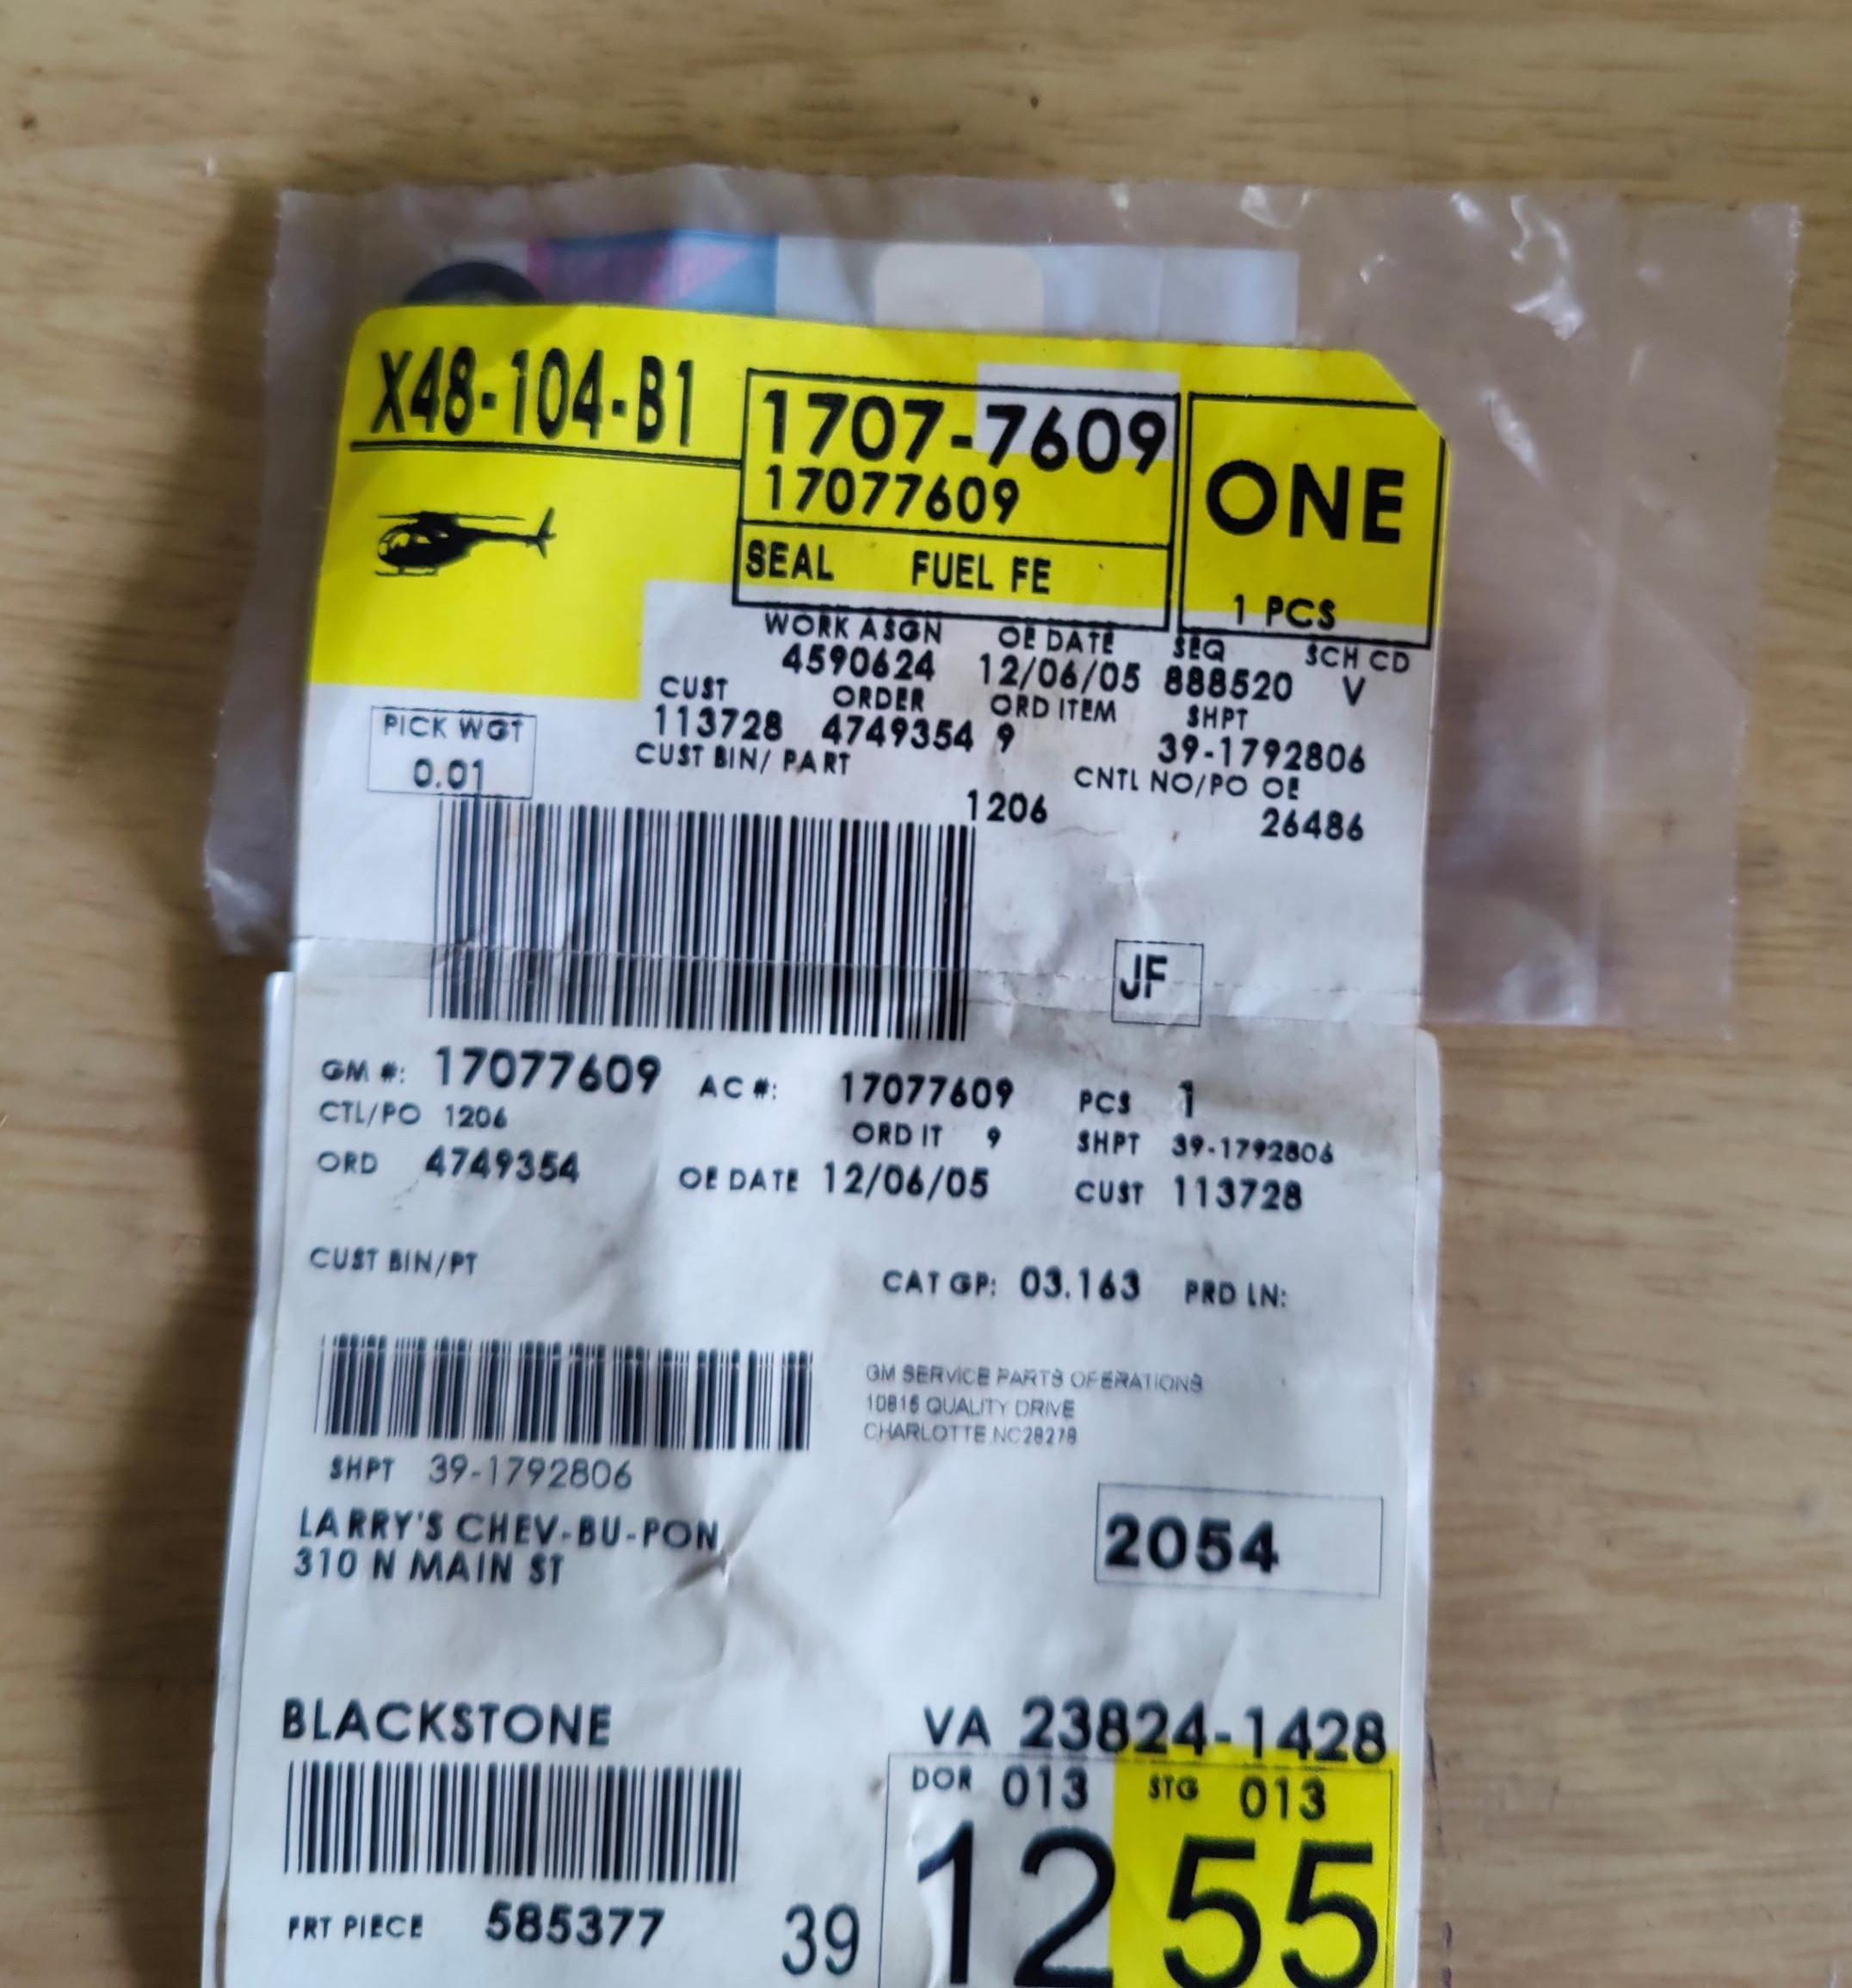 X48-104-B1
1707-7609
17077609
SEAL FUEL FE
ONE
1 PCS
WORK ASGN OE DATE SEQ SCH CD
4590624 12/06/05 888520 V
CUST ORDER ORD ITEM SHPT
113728 4749354 9 39-1792806
CUST BIN/ PART CNTL NO/PO OE
1206 26486
PICK WGT
0.01
JF
GM #: 17077609 AC #: 17077609 PCS 1
CTL/PO 1206 ORD IT 9 SHPT 39-1792806
ORD 4749354 OE DATE 12/06/05 CUST 113728
CUST BIN/PT
CAT GP: 03.163 PRD LN:
GM SERVICE PARTS OPERATIONS
10815 QUALITY DRIVE
CHARLOTTE NC28278
SHPT 39-1792806
LARRY'S CHEV-BU-PON
310 N MAIN ST
2054
BLACKSTONE VA 23824-1428
DOR 013 STG 013
PRT PIECE 585377 39 1255